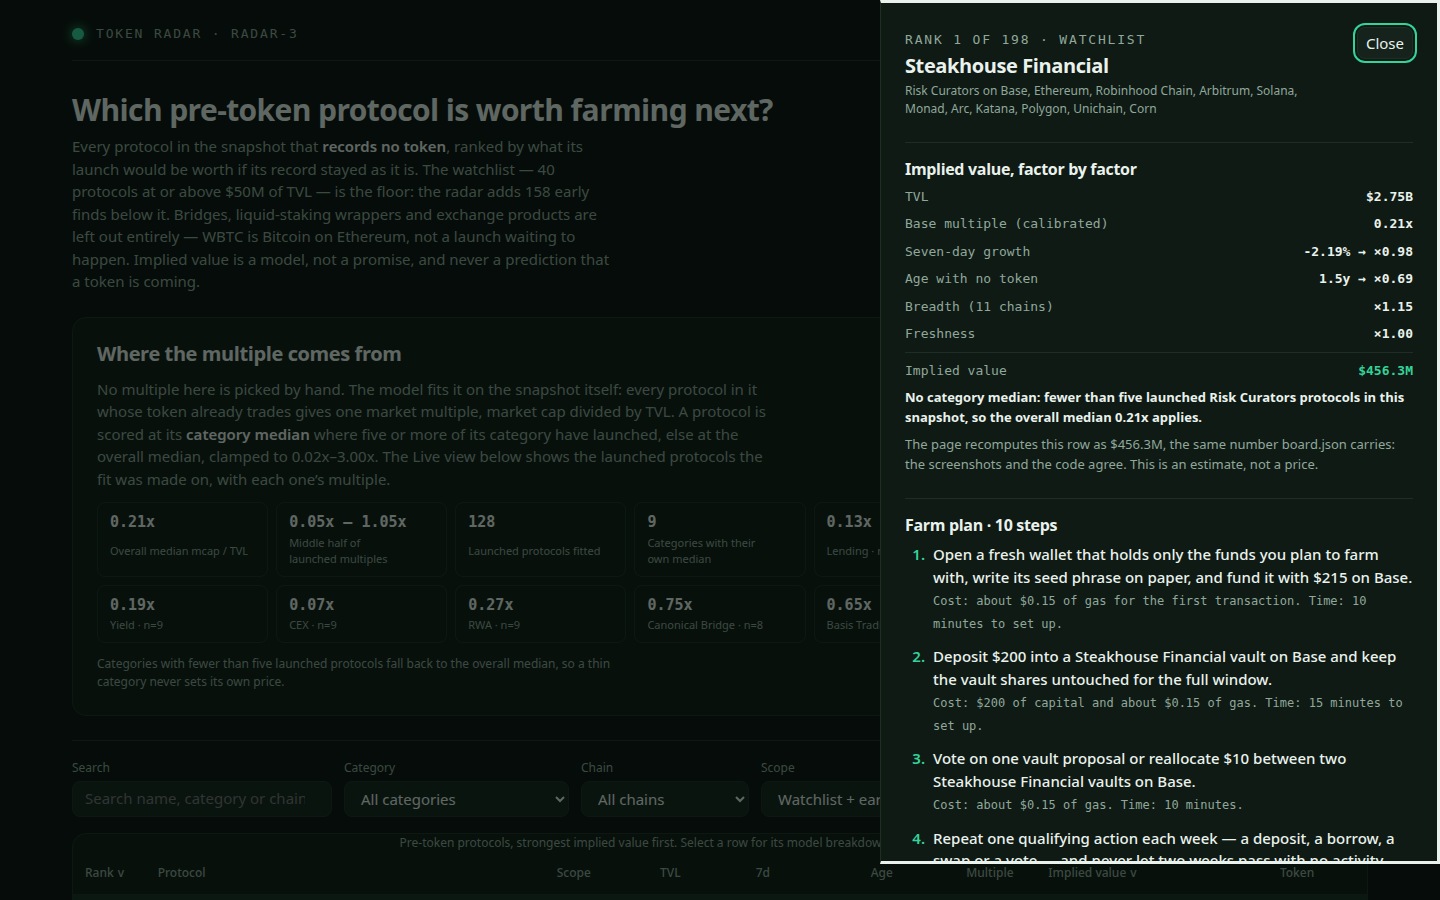 TOKEN RADAR · RADAR-3
Which pre-token protocol is worth farming next?
Every protocol in the snapshot that records no token, ranked by what its
launch would be worth if its record stayed as it is. The watchlist — 40
protocols at or above $50M of TVL — is the floor: the radar adds 158 early
finds below it. Bridges, liquid-staking wrappers and exchange products are
left out entirely — WBTC is Bitcoin on Ethereum, not a launch waiting to
happen. Implied value is a model, not a promise, and never a prediction that
a token is coming.
Where the multiple comes from
No multiple here is picked by hand. The model fits it on the snapshot itself: every protocol in it
whose token already trades gives one market multiple, market cap divided by TVL. A protocol is
scored at its category median where five or more of its category have launched, else at the
overall median, clamped to 0.02x–3.00x. The Live view below shows the launched protocols the
fit was made on, with each one’s multiple.
0.21x
Overall median mcap / TVL
0.05x – 1.05x
Middle half of
launched multiples
128
Launched protocols fitted
9
Categories with their
own median
0.13x
Lending ·
0.19x
Yield · n=9
0.07x
CEX · n=9
0.27x
RWA · n=9
0.75x
Canonical Bridge · n=8
0.65x
Basis Trad
Categories with fewer than five launched protocols fall back to the overall median, so a thin
category never sets its own price.
Search
Category
Chain
Scope
Search name, category or chain
All categories
All chains
Watchlist + ear
Pre-token protocols, strongest implied value first. Select a row for its model breakdow
Rank v
Protocol
Scope
TVL
7d
Age
Multiple
Implied value v
Token
RANK 1 OF 198 · WATCHLIST
Close
Steakhouse Financial
Risk Curators on Base, Ethereum, Robinhood Chain, Arbitrum, Solana,
Monad, Arc, Katana, Polygon, Unichain, Corn
Implied value, factor by factor
TVL $2.75B
Base multiple (calibrated) 0.21x
Seven-day growth -2.19% → ×0.98
Age with no token 1.5y → ×0.69
Breadth (11 chains) ×1.15
Freshness ×1.00
Implied value $456.3M
No category median: fewer than five launched Risk Curators protocols in this
snapshot, so the overall median 0.21x applies.
The page recomputes this row as $456.3M, the same number board.json carries:
the screenshots and the code agree. This is an estimate, not a price.
Farm plan · 10 steps
1. Open a fresh wallet that holds only the funds you plan to farm
with, write its seed phrase on paper, and fund it with $215 on Base.
Cost: about $0.15 of gas for the first transaction. Time: 10
minutes to set up.
2. Deposit $200 into a Steakhouse Financial vault on Base and keep
the vault shares untouched for the full window.
Cost: $200 of capital and about $0.15 of gas. Time: 15 minutes to
set up.
3. Vote on one vault proposal or reallocate $10 between two
Steakhouse Financial vaults on Base.
Cost: about $0.15 of gas. Time: 10 minutes.
4. Repeat one qualifying action each week — a deposit, a borrow, a
swap or a vote — and never let two weeks pass with no activity.